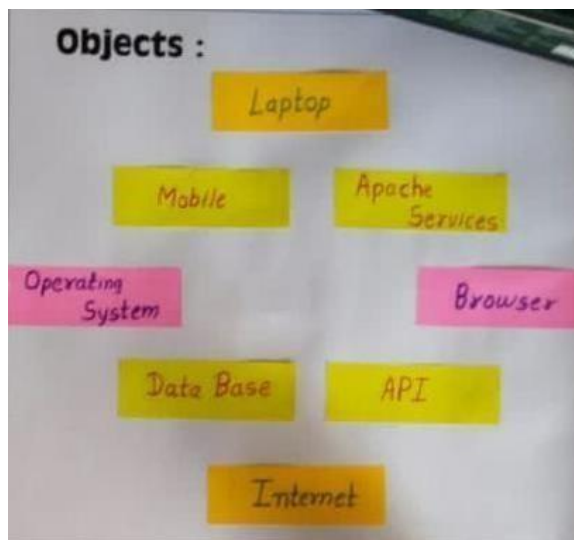 Objects :
Laptop
Mobile
Apache
Services
Operating
System
Browser
Data Base
API
Internet